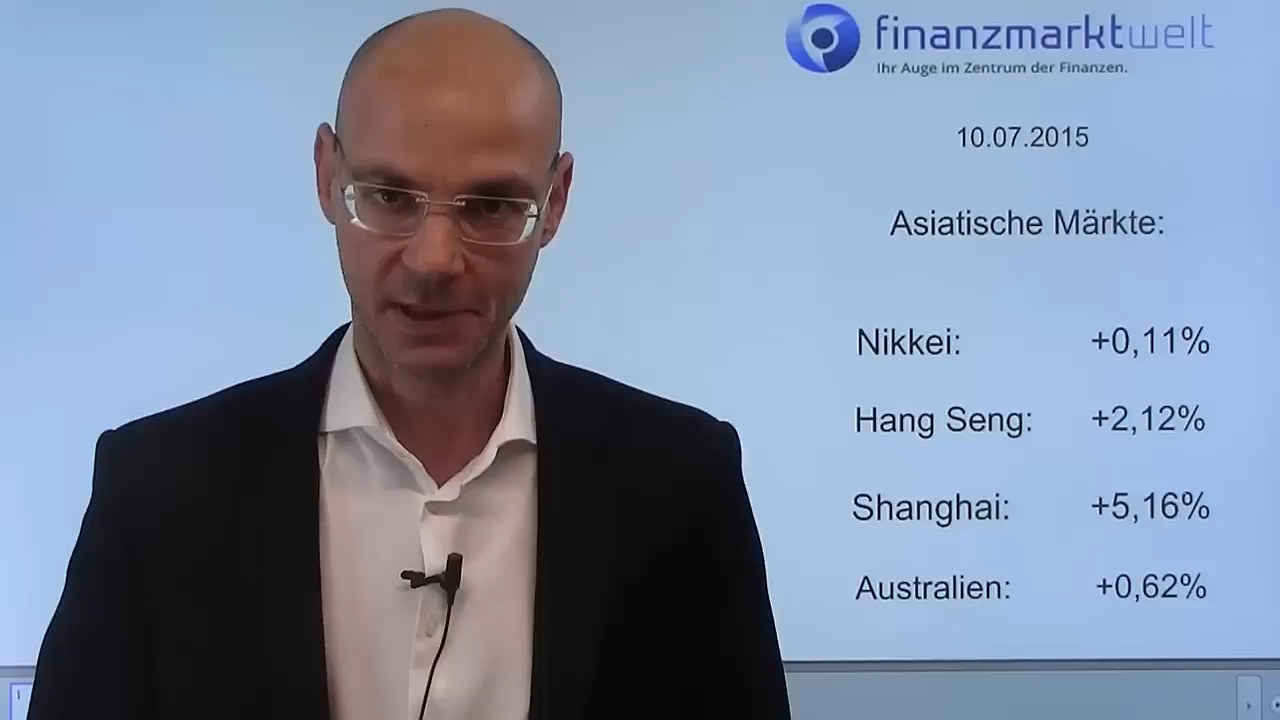 finanzmarktwelt
Ihr Auge im Zentrum der Finanzen.
10.07.2015
Asiatische Märkte:
Nikkei: +0,11%
Hang Seng: +2,12%
Shanghai: +5,16%
Australien: +0,62%
1